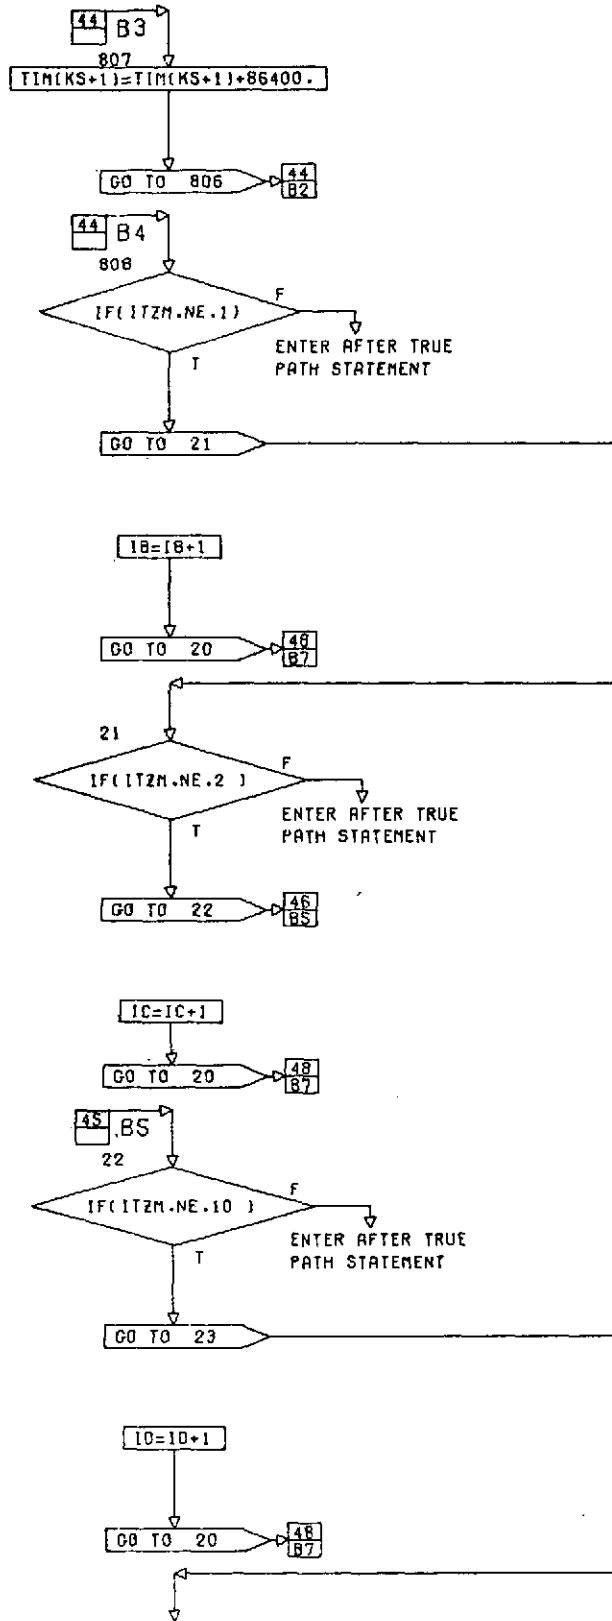 44 B3
807
TIM(KS+1)=TIM(KS+1)+86400.
GO TO 806
44
B2
44 B4
808
IF(ITZM.NE.1)
F
T
ENTER AFTER TRUE
PATH STATEMENT
GO TO 21
IB=IB+1
GO TO 20
48
B7
21
IF(ITZM.NE.2 )
F
T
ENTER AFTER TRUE
PATH STATEMENT
GO TO 22
46
B5
IC=IC+1
GO TO 20
48
B7
45 B5
22
IF(ITZM.NE.10 )
F
T
ENTER AFTER TRUE
PATH STATEMENT
GO TO 23
ID=ID+1
GO TO 20
48
B7